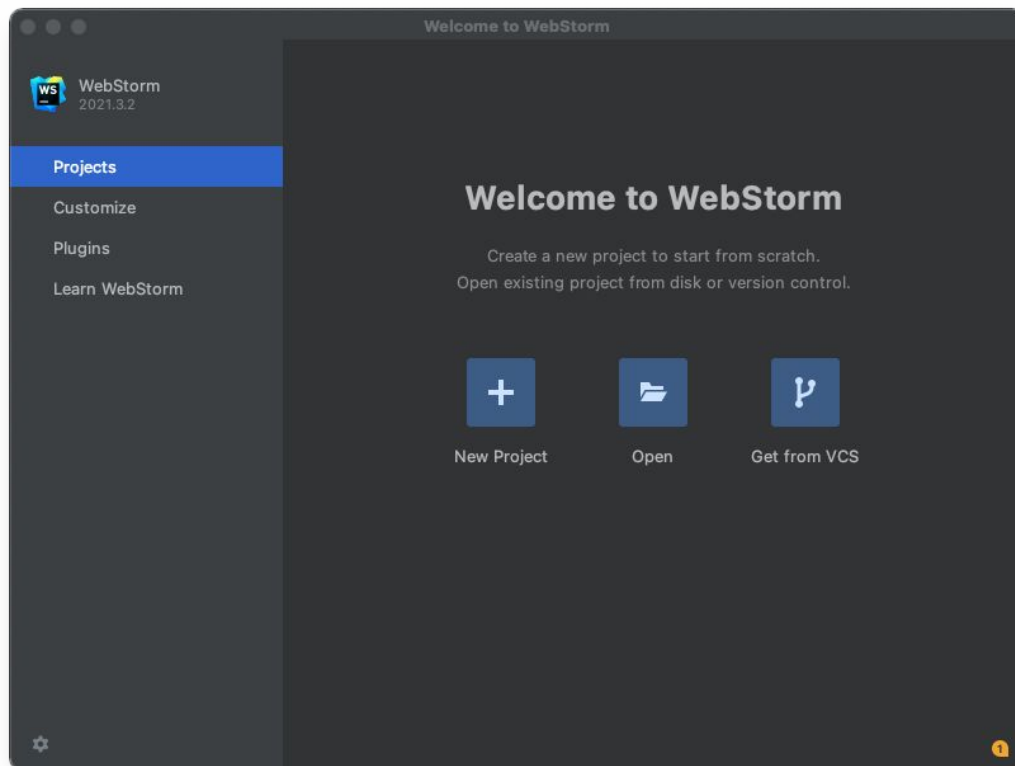 Welcome to WebStorm
WS
WebStorm
2021.3.2
Projects
Customize
Plugins
Learn WebStorm
Welcome to WebStorm
Create a new project to start from scratch.
Open existing project from disk or version control.
New Project
Open
Get from VCS
1